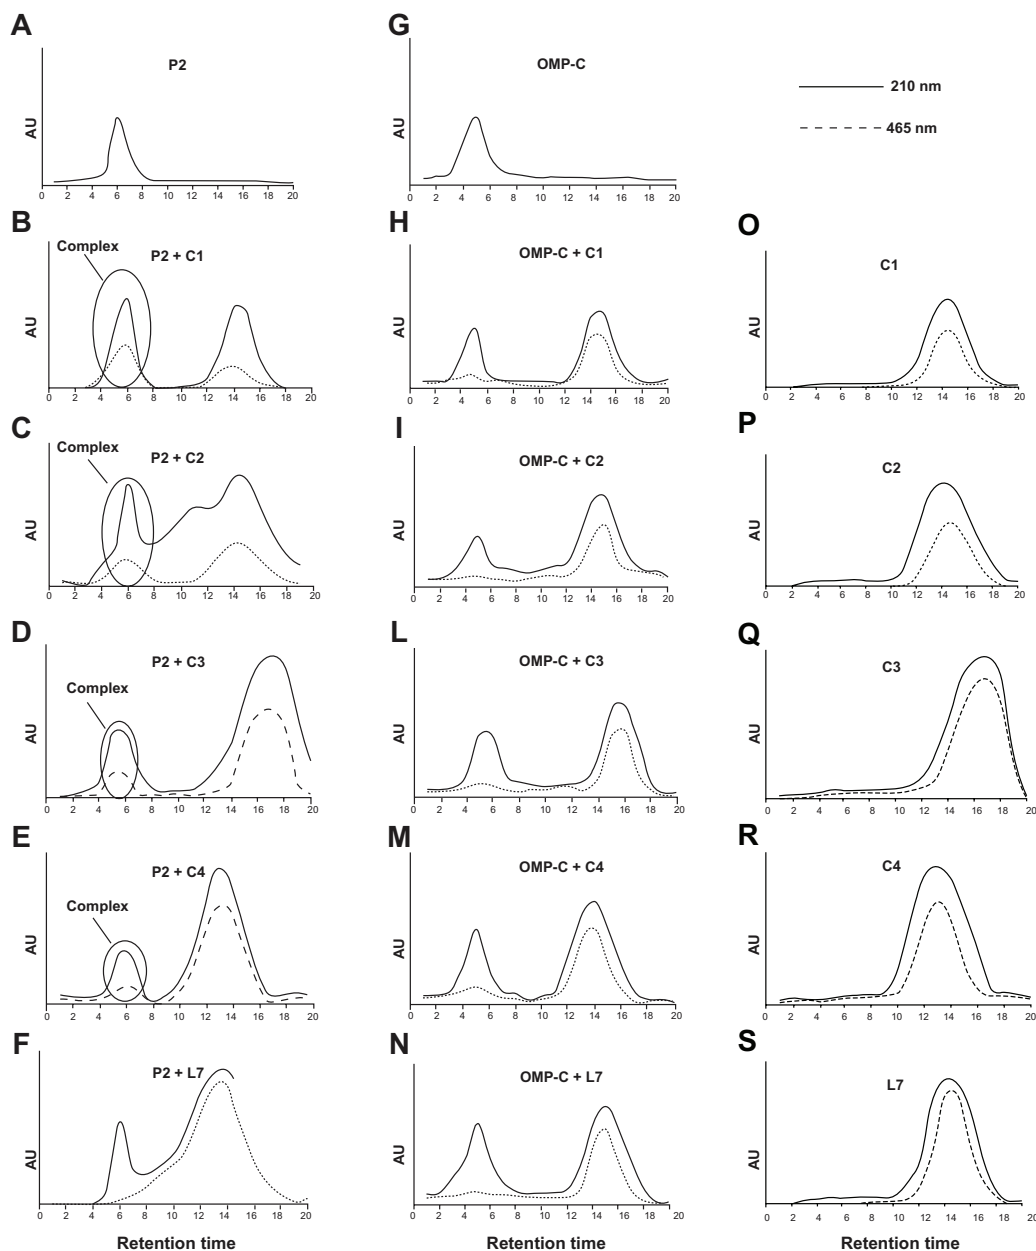 A
P2
AU
0 2 4 6 8 10 12 14 16 18 20
G
OMP-C
AU
0 2 4 6 8 10 12 14 16 18 20
210 nm
465 nm
B
Complex
P2 + C1
AU
0 2 4 6 8 10 12 14 16 18 20
H
OMP-C + C1
AU
0 2 4 6 8 10 12 14 16 18 20
O
C1
AU
0 2 4 6 8 10 12 14 16 18 20
C
Complex
P2 + C2
AU
0 2 4 6 8 10 12 14 16 18 20
I
OMP-C + C2
AU
0 2 4 6 8 10 12 14 16 18 20
P
C2
AU
0 2 4 6 8 10 12 14 16 18 20
D
P2 + C3
Complex
AU
0 2 4 6 8 10 12 14 16 18 20
L
OMP-C + C3
AU
0 2 4 6 8 10 12 14 16 18 20
Q
C3
AU
0 2 4 6 8 10 12 14 16 18 20
E
P2 + C4
Complex
AU
0 2 4 6 8 10 12 14 16 18 20
M
OMP-C + C4
AU
0 2 4 6 8 10 12 14 16 18 20
R
C4
AU
0 2 4 6 8 10 12 14 16 18 20
F
P2 + L7
AU
0 2 4 6 8 10 12 14 16 18 20
Retention time
N
OMP-C + L7
AU
0 2 4 6 8 10 12 14 16 18 20
Retention time
S
L7
AU
0 2 4 6 8 10 12 14 16 18 20
Retention time